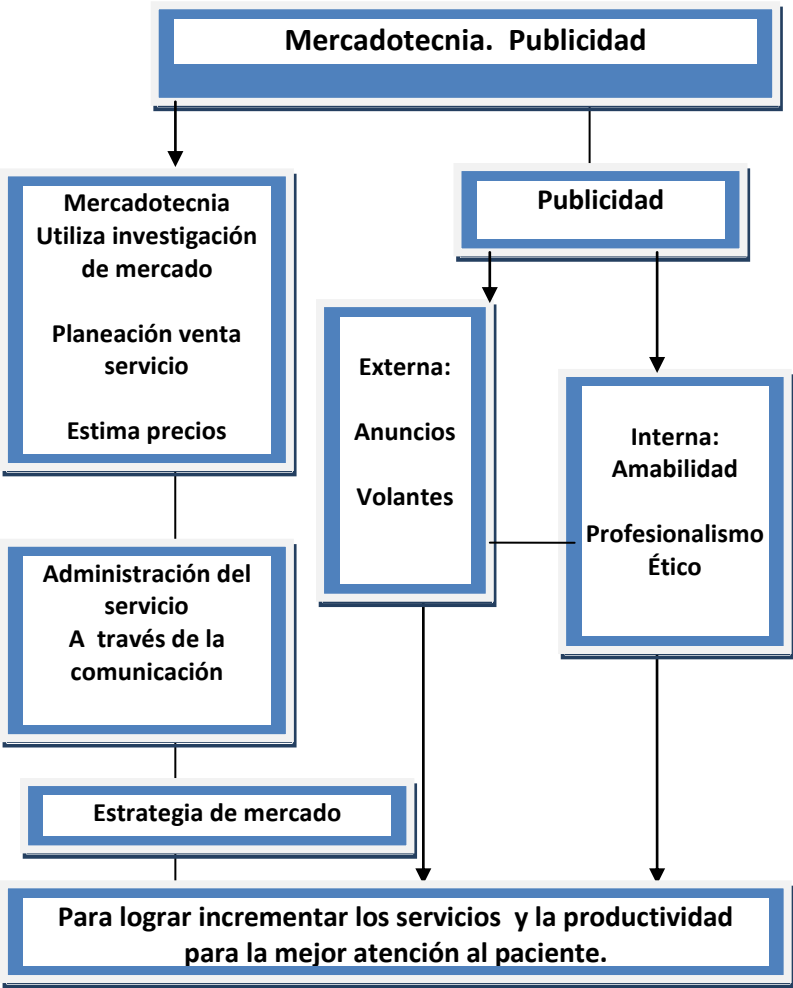 Mercadotecnia.  Publicidad
Mercadotecnia
Utiliza investigación
de mercado
Planeación venta
servicio
Estima precios
Publicidad
Externa:
Anuncios
Volantes
Interna:
Amabilidad
Profesionalismo
Ético
Administración del
servicio
A  través de la
comunicación
Estrategia de mercado
Para lograr incrementar los servicios  y la productividad
para la mejor atención al paciente.